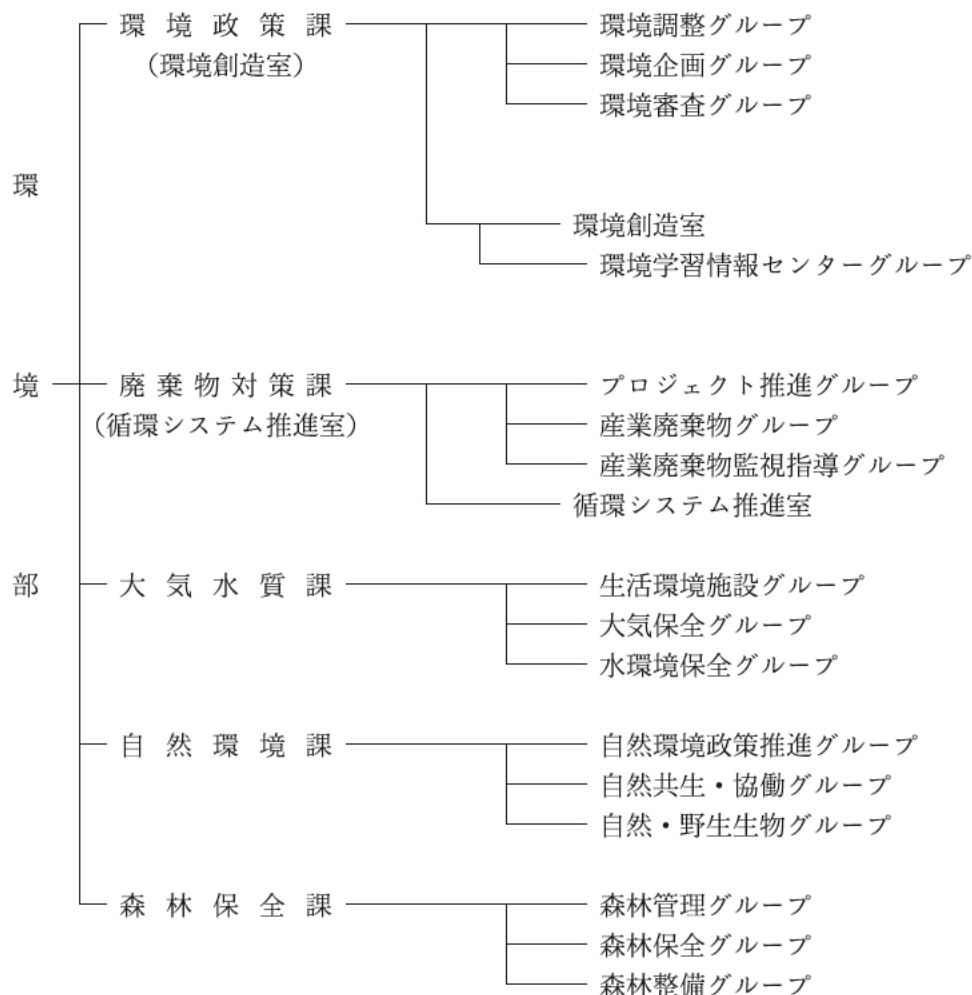 環境部
環境政策課
（環境創造室）
環境調整グループ
環境企画グループ
環境審査グループ
環境創造室
環境学習情報センターグループ
廃棄物対策課
（循環システム推進室）
プロジェクト推進グループ
産業廃棄物グループ
産業廃棄物監視指導グループ
循環システム推進室
大気水質課
生活環境施設グループ
大気保全グループ
水環境保全グループ
自然環境課
自然環境政策推進グループ
自然共生・協働グループ
自然・野生生物グループ
森林保全課
森林管理グループ
森林保全グループ
森林整備グループ